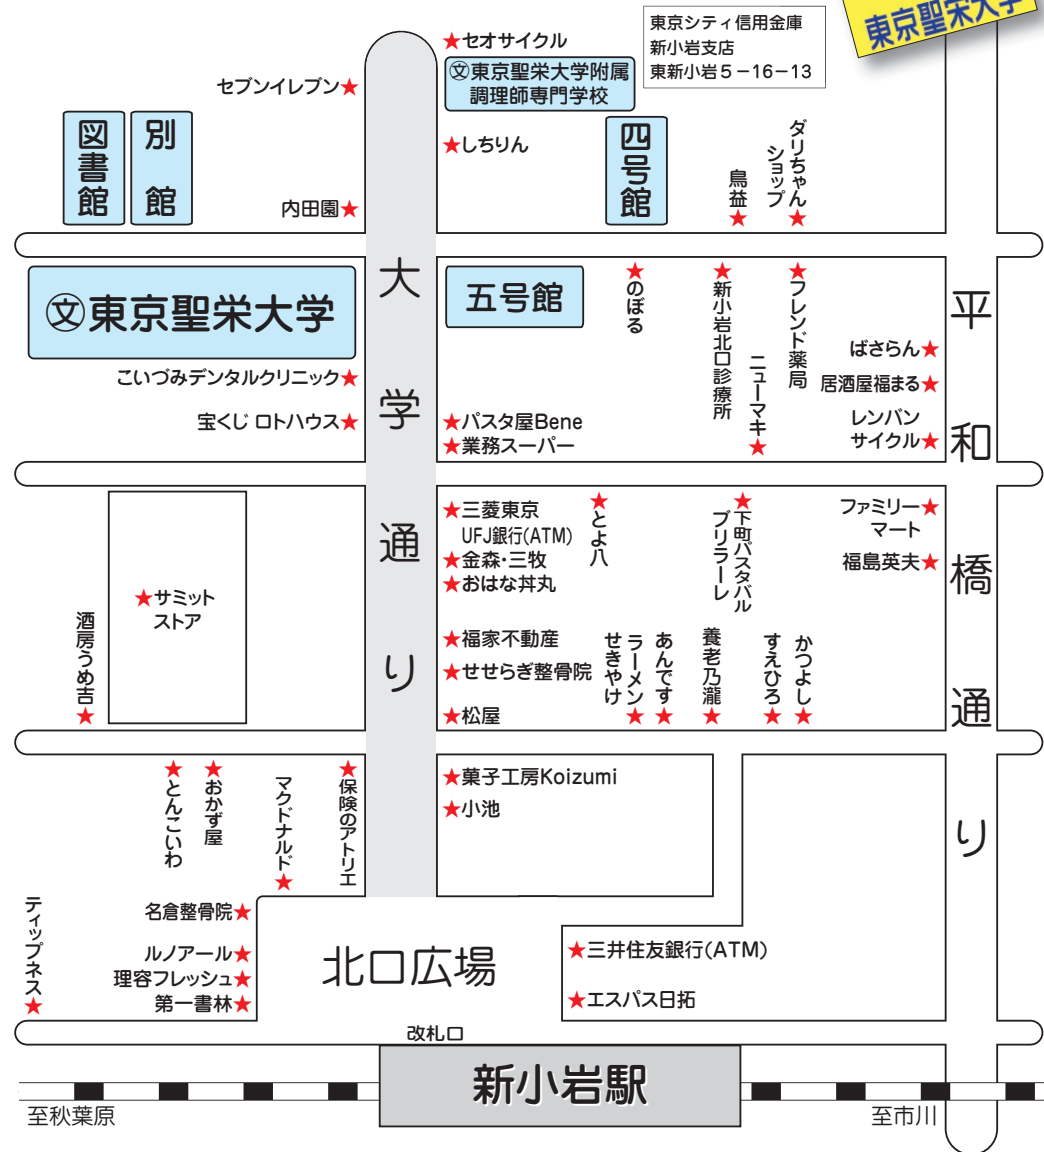 東京聖栄大学
東京シティ信用金庫
新小岩支店
東新小岩５－16－13
★セオサイクル
㊛東京聖栄大学附属
調理師専門学校
セブンイレブン★
★しちりん
図書館
別館
四号館
鳥益★
ダリちゃん
ショップ★
内田園★
大学通り
平和橋通り
文東京聖栄大学
五号館
★のぼる
★新小岩北口診療所
ニューマキ★
★フレンド薬局
ばさらん★
居酒屋福まる★
レンバン
サイクル★
こいづみデンタルクリニック★
宝くじ ロトハウス★
★パスタ屋Bene
★業務スーパー
★三菱東京
UFJ銀行(ATM)
★金森・三牧
★おはな丼丸
★とよ八
★下町パスタバル
ブリラーレ
ファミリー★
マート
福島英夫★
★サミット
ストア
酒房うめ吉★
★福家不動産
★せせらぎ整骨院
★松屋
ラーメン
せきやけ★
あんです★
養老乃瀧★
すえひろ★
かつよし★
★とんこいわ
★おかず屋
マクドナルド★
★保険のアトリエ
★菓子工房Koizumi
★小池
ティップネス★
名倉整骨院★
ルノアール★
理容フレッシュ★
第一書林★
北口広場
★三井住友銀行(ATM)
★エスパス日拓
改札口
新小岩駅
至秋葉原
至市川